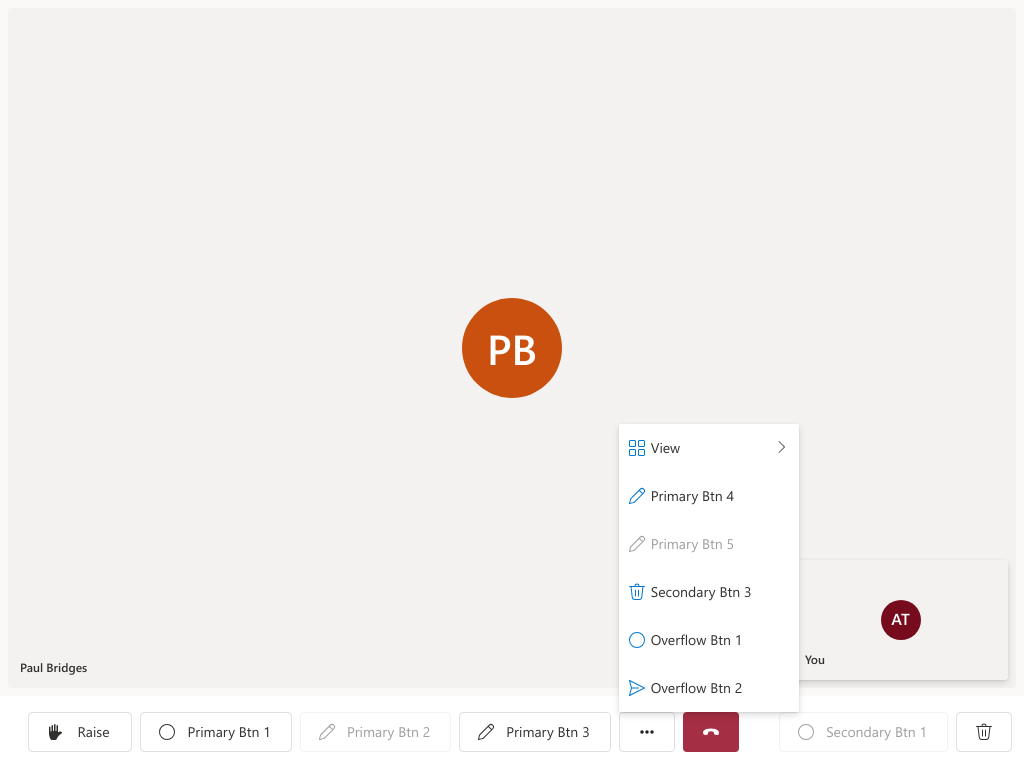 PB
View
Primary Btn 4
Primary Btn 5
Secondary Btn 3
Overflow Btn 1
Overflow Btn 2
AT
You
Paul Bridges
Raise
Primary Btn 1
Primary Btn 2
Primary Btn 3
Secondary Btn 1